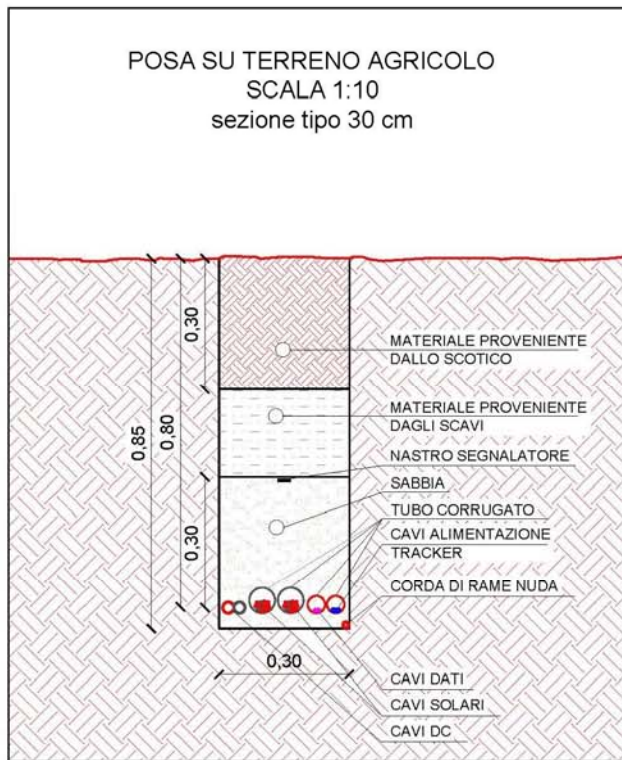 POSA SU TERRENO AGRICOLO
SCALA 1:10
sezione tipo 30 cm
0,30
0,85
0,80
0,30
0,30
MATERIALE PROVENIENTE
DALLO SCOTICO
MATERIALE PROVENIENTE
DAGLI SCAVI
NASTRO SEGNALATORE
SABBIA
TUBO CORRUGATO
CAVI ALIMENTAZIONE
TRACKER
CORDA DI RAME NUDA
CAVI DATI
CAVI SOLARI
CAVI DC